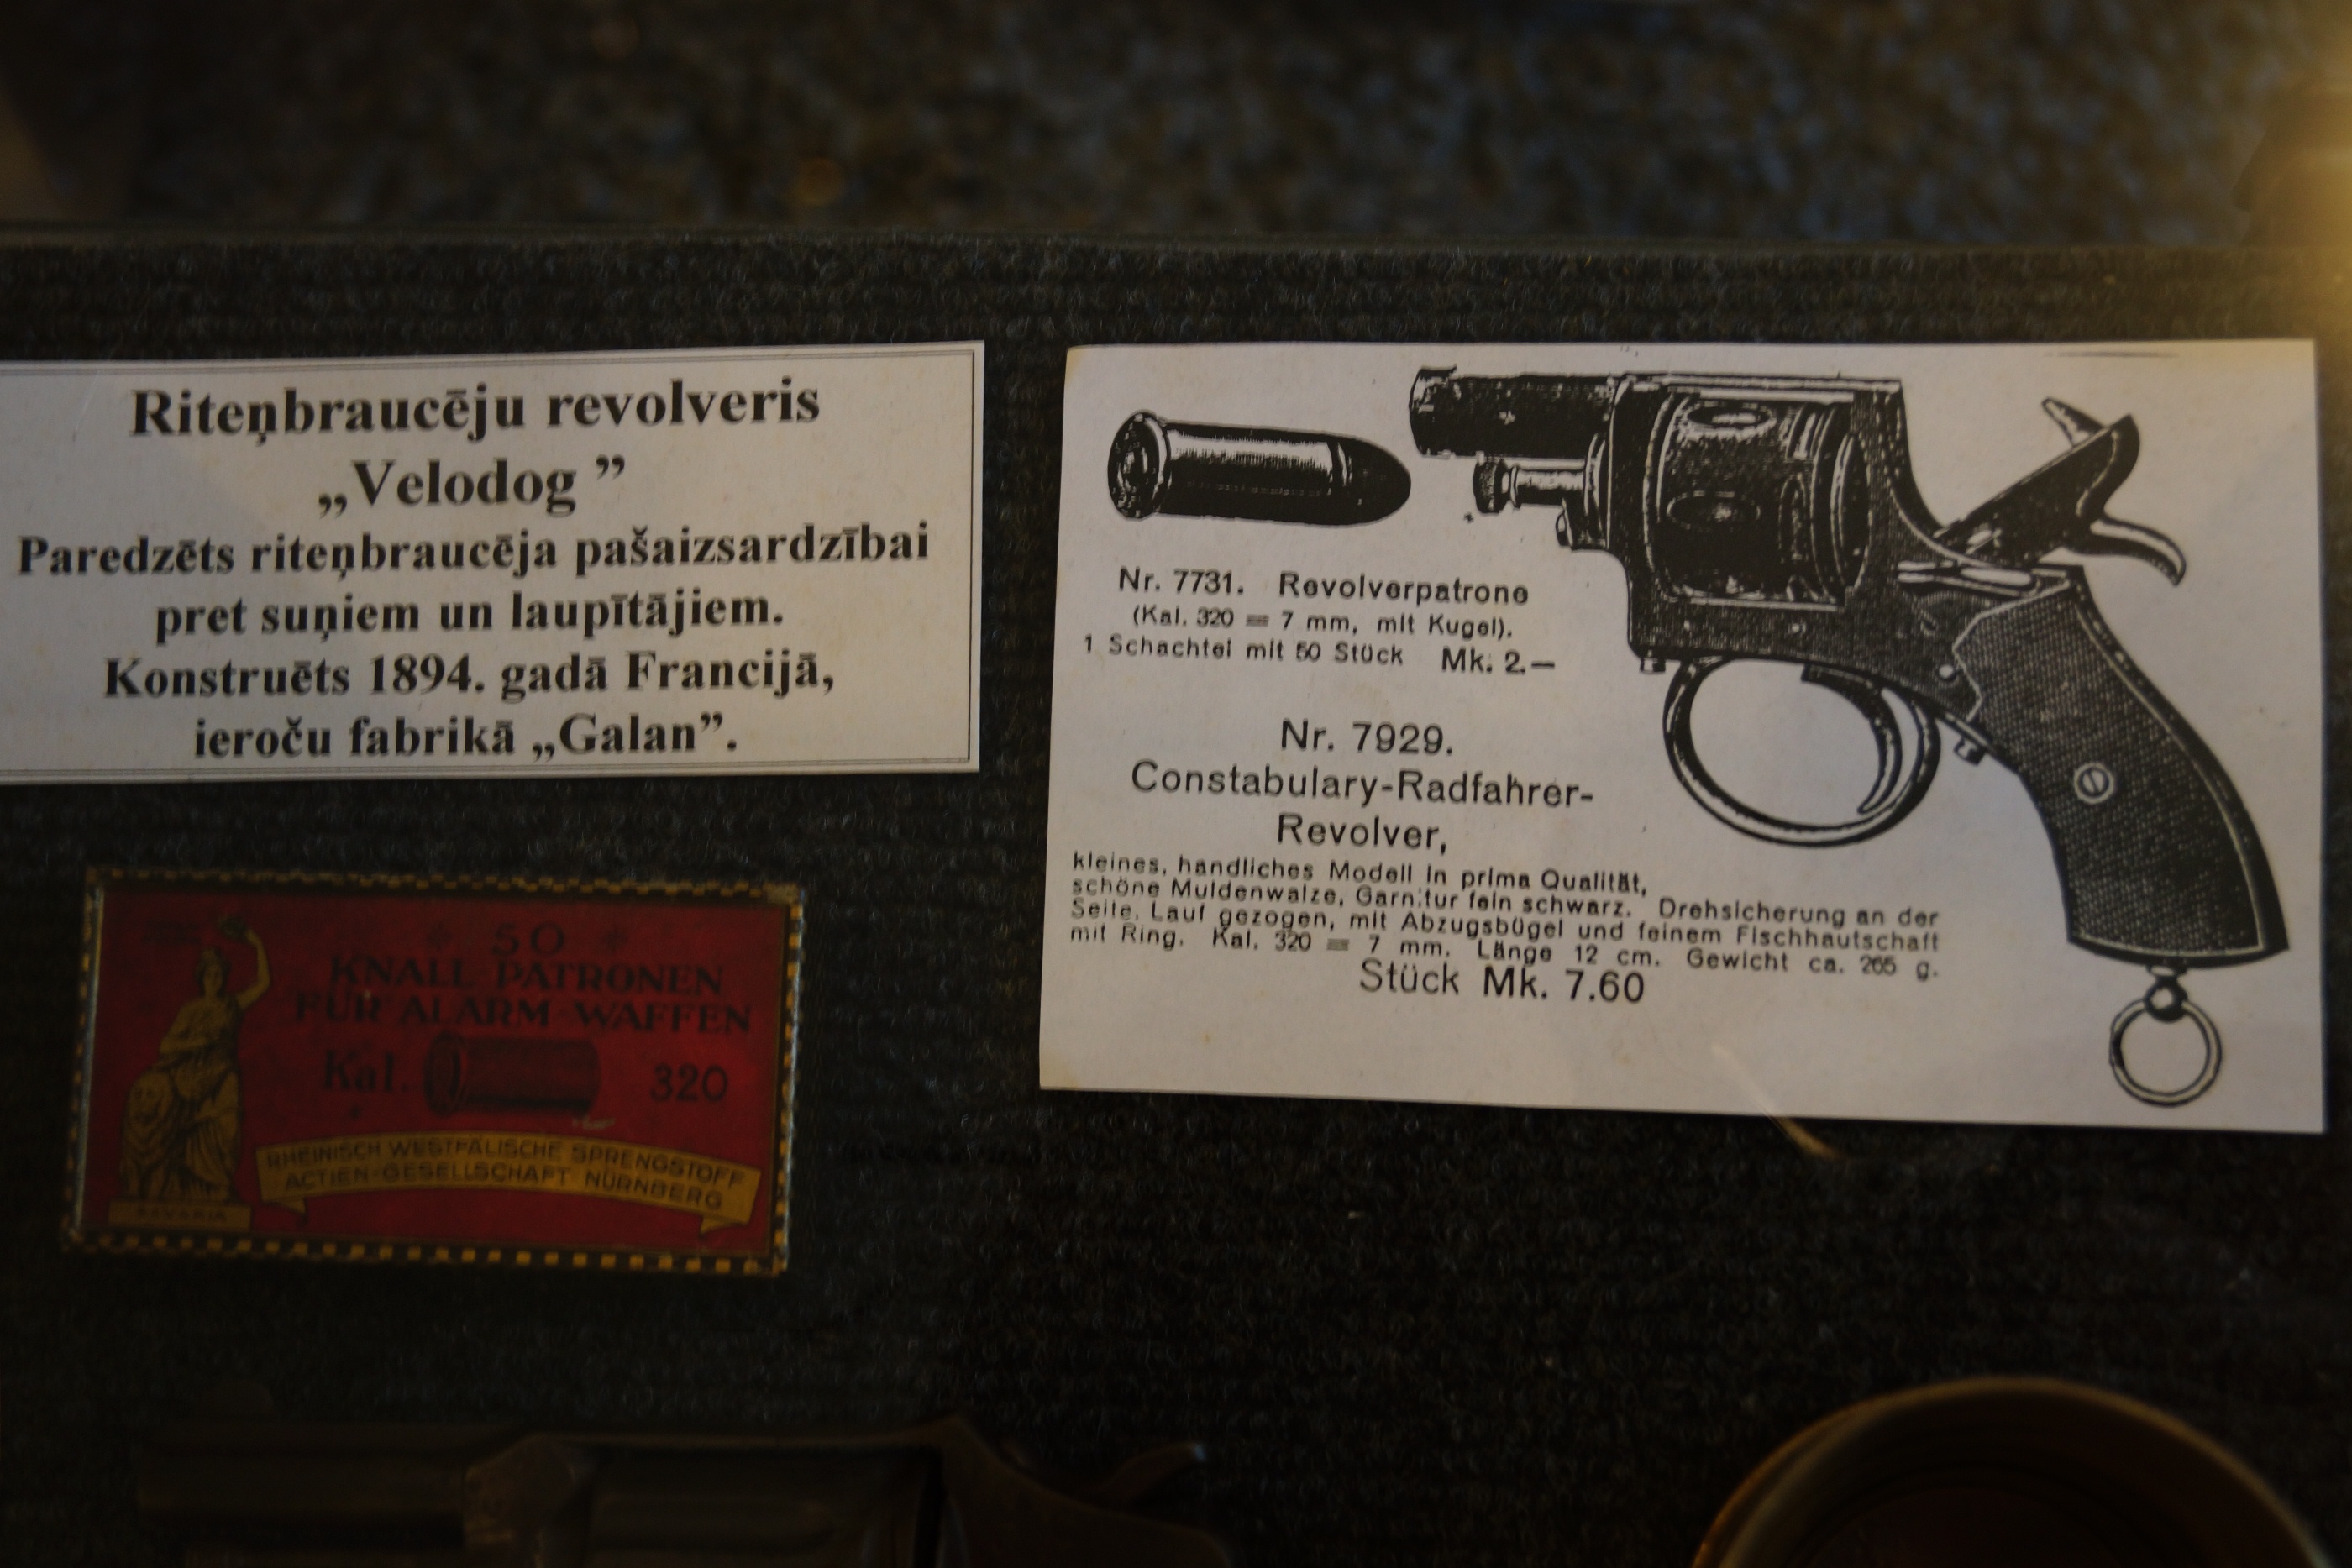 Riteņbraucēju revolveris
„Velodog ”
Paredzēts riteņbraucēja pašaizsardzībai
pret suņiem un laupītājiem.
Konstruēts 1894. gadā Francijā,
ieroču fabrikā „Galan”.
Nr. 7731. Revolverpatrone
(Kal. 320 = 7 mm, mit Kugel).
1 Schachtel mit 50 Stück Mk. 2.—
Nr. 7929.
Constabulary-Radfahrer-
Revolver,
kleines, handliches Modell in prima Qualität,
schöne Muldenwalze, Garnitur fein schwarz. Drehsicherung an der
Seite, Lauf gezogen, mit Abzugsbügel und feinem Fischhautschaft
mit Ring. Kal. 320 = 7 mm. Länge 12 cm. Gewicht ca. 265 g.
Stück Mk. 7.60
* 50 *
KNALL-PATRONEN
FÜR ALARM-WAFFEN
Kal. 320
RHEINISCH WESTFÄLISCHE SPRENGSTOFF
ACTIEN-GESELLSCHAFT NÜRNBERG
BAVARIA